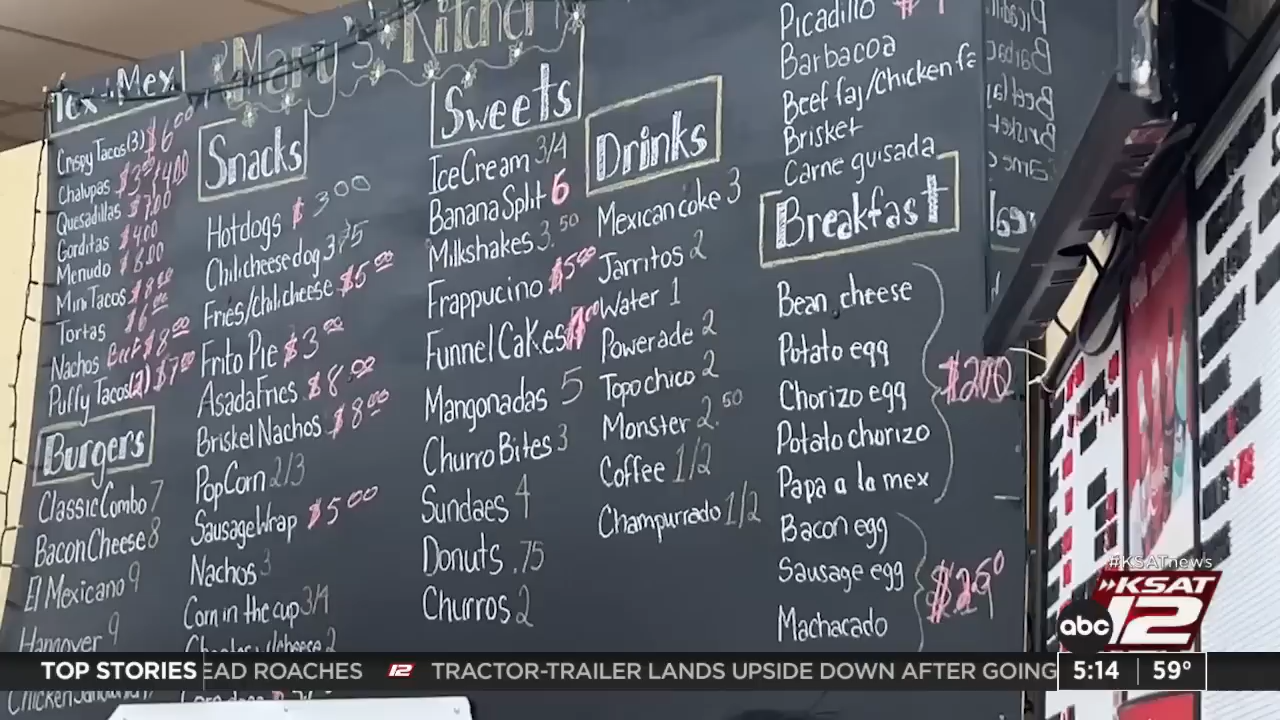 Mary's Kitchen
Tex-Mex
Crispy Tacos (3) $6.00
Chalupas $3.50
Quesadillas $7.00
Gorditas $4.00
Menudo $8.00
Mini Tacos $8.00
Tortas $6.00
Nachos Beef $8.00
Puffy Tacos (2) $7.00
Burgers
Classic Combo 7
Bacon Cheese 8
El Mexicano 9
Hangover 9
Snacks
Hotdogs $3.00
Chilicheese dog 3.75
Fries/Chilicheese $5.00
Frito Pie $3.00
Asada Fries $8.00
Brisket Nachos $8.00
PopCorn 2/3
Sausage Wrap $5.00
Nachos 3
Corn in the cup 3/4
Sweets
Ice Cream 3/4
Banana Split 6
Milkshakes 3.50
Frappucino $5.00
Funnel Cakes
Mangonadas 5
Churro Bites 3
Sundaes 4
Donuts .75
Churros 2
Drinks
Mexican coke 3
Jarritos 2
Water 1
Powerade 2
Topo chico 2
Monster 2.50
Coffee 1/2
Champurrado 1/2
Picadillo
Barbacoa
Beef faj/Chicken fa
Brisket
Carne guisada
Breakfast
Bean, cheese
Potato egg
Chorizo egg
Potato chorizo
Papa a la mex
$2.00
Bacon egg
Sausage egg
Machacado
$2.50
#KSATnews
KSAT
abc 12
TOP STORIES EAD ROACHES 12 TRACTOR-TRAILER LANDS UPSIDE DOWN AFTER GOING 5:14 59°